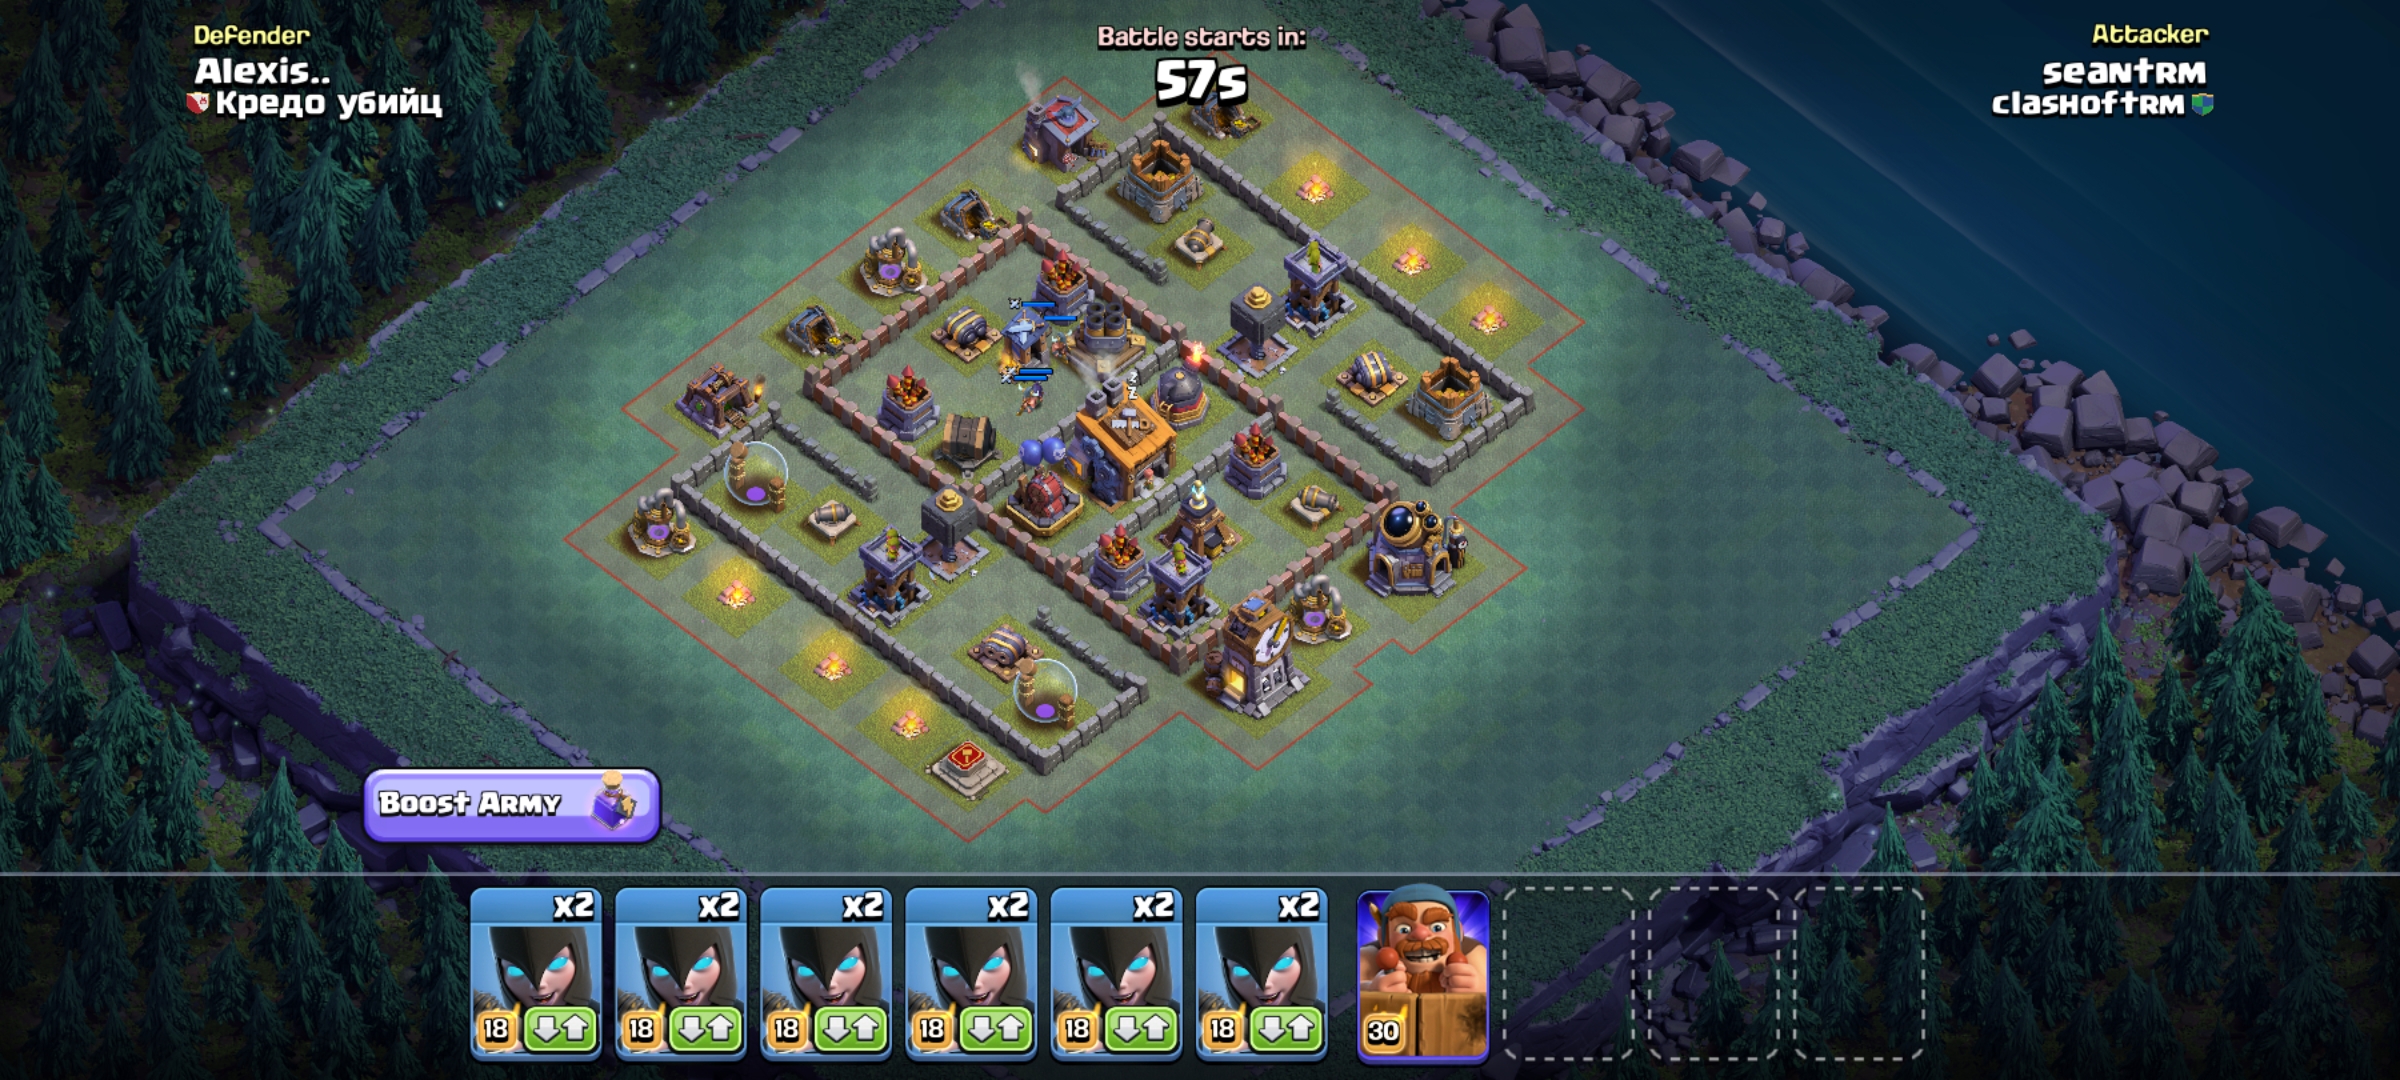 Defender
Alexis..
Кредо убийц
Battle starts in:
57s
Attacker
seantRM
clashoftRM
Boost Army
x2
x2
x2
x2
x2
x2
18
18
18
18
18
18
30